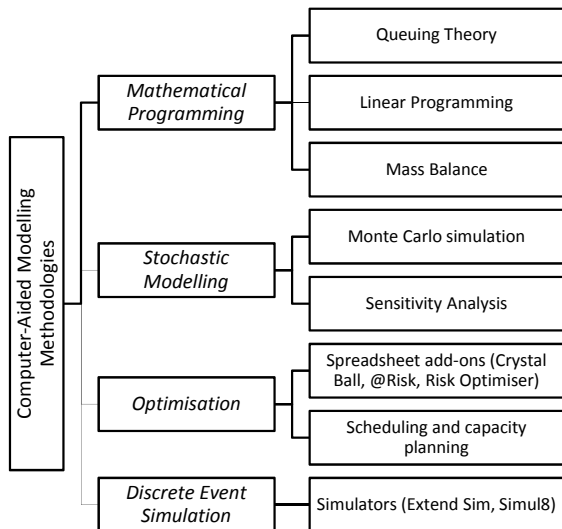 Computer-Aided Modelling
Methodologies
Mathematical
Programming
Queuing Theory
Linear Programming
Mass Balance
Stochastic
Modelling
Monte Carlo simulation
Sensitivity Analysis
Optimisation
Spreadsheet add-ons (Crystal
Ball, @Risk, Risk Optimiser)
Scheduling and capacity
planning
Discrete Event
Simulation
Simulators (Extend Sim, Simul8)